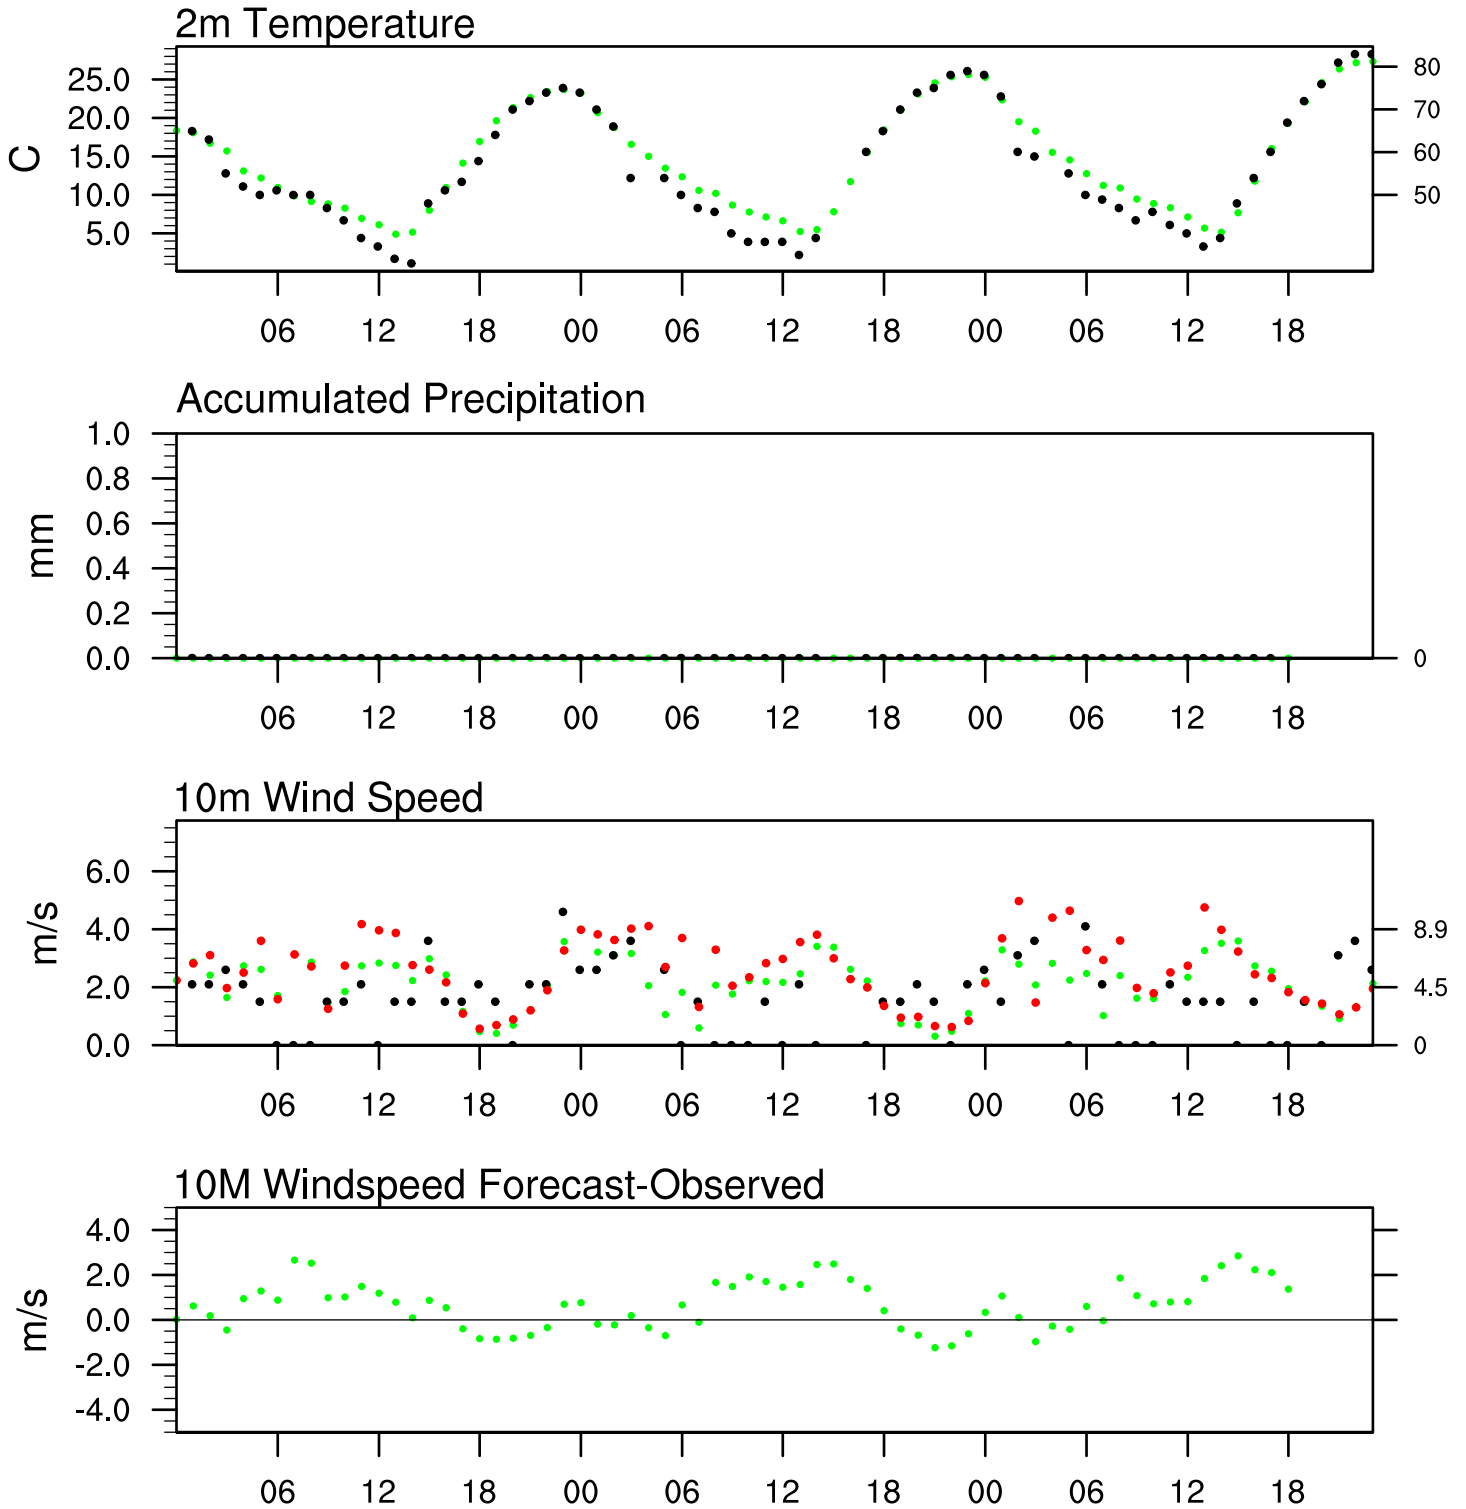 2m Temperature
25.0
20.0
15.0
10.0
5.0
C
80
70
60
50
06 12 18 00 06 12 18 00 06 12 18
Accumulated Precipitation
1.0
0.8
0.6
0.4
0.2
0.0
mm
0
06 12 18 00 06 12 18 00 06 12 18
10m Wind Speed
6.0
4.0
2.0
0.0
m/s
8.9
4.5
0
06 12 18 00 06 12 18 00 06 12 18
10M Windspeed Forecast-Observed
4.0
2.0
0.0
-2.0
-4.0
m/s
06 12 18 00 06 12 18 00 06 12 18